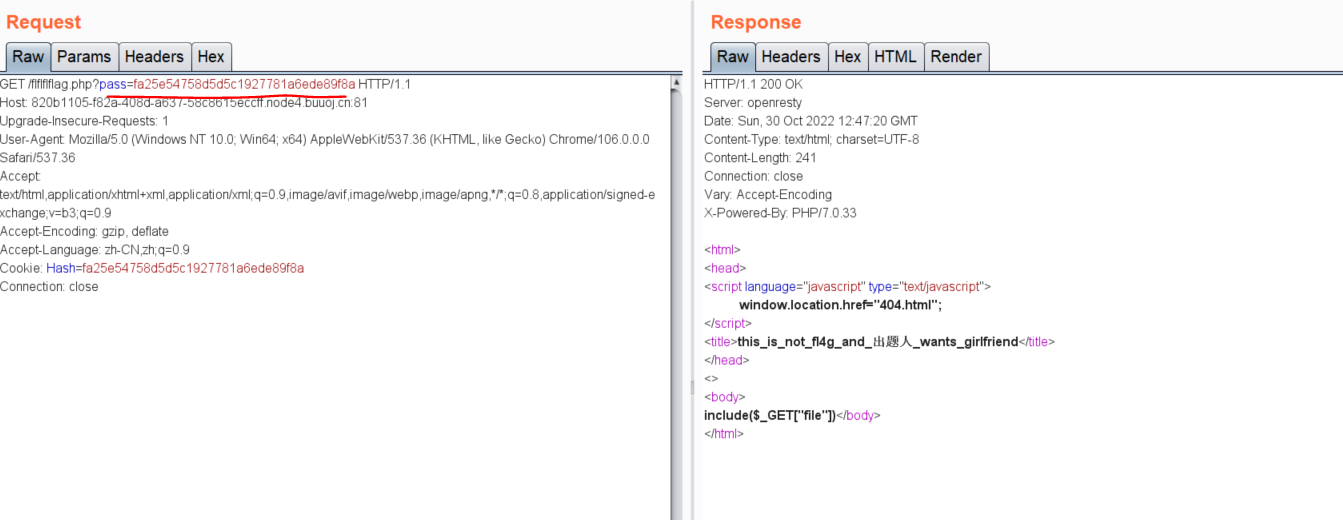 Request
Raw Params Headers Hex
GET /flflflflag.php?pass=fa25e54758d5d5c1927781a6ede89f8a HTTP/1.1
Host: 820b1105-f82a-408d-a637-58c8615eccff.node4.buuoj.cn:81
Upgrade-Insecure-Requests: 1
User-Agent: Mozilla/5.0 (Windows NT 10.0; Win64; x64) AppleWebKit/537.36 (KHTML, like Gecko) Chrome/106.0.0.0
Safari/537.36
Accept:
text/html,application/xhtml+xml,application/xml;q=0.9,image/avif,image/webp,image/apng,*/*;q=0.8,application/signed-e
xchange;v=b3;q=0.9
Accept-Encoding: gzip, deflate
Accept-Language: zh-CN,zh;q=0.9
Cookie: Hash=fa25e54758d5d5c1927781a6ede89f8a
Connection: close
Response
Raw Headers Hex HTML Render
HTTP/1.1 200 OK
Server: openresty
Date: Sun, 30 Oct 2022 12:47:20 GMT
Content-Type: text/html; charset=UTF-8
Content-Length: 241
Connection: close
Vary: Accept-Encoding
X-Powered-By: PHP/7.0.33
<html>
<head>
<script language="javascript" type="text/javascript">
window.location.href="404.html";
</script>
<title>this_is_not_fl4g_and_出题人_wants_girlfriend</title>
</head>
<>
<body>
include($_GET["file"])</body>
</html>